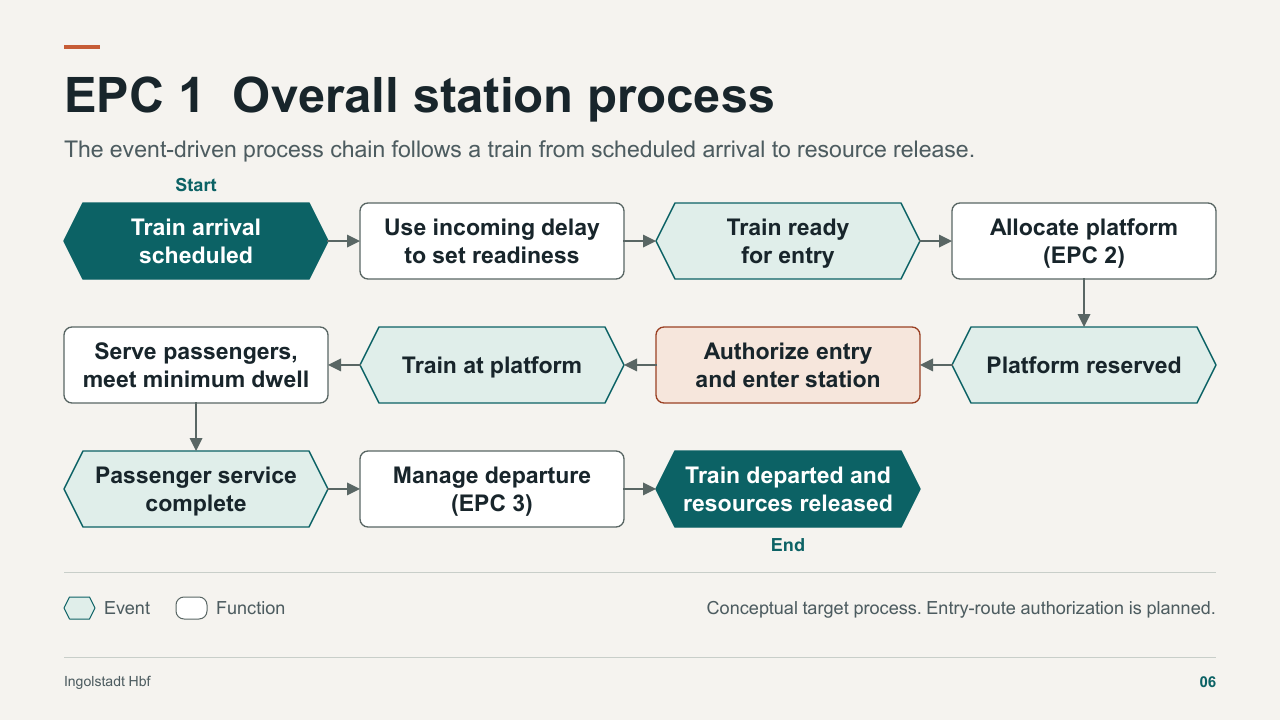 EPC 1  Overall station process
The event-driven process chain follows a train from scheduled arrival to resource release.
Start
Train arrival
scheduled
Use incoming delay
to set readiness
Train ready
for entry
Allocate platform
(EPC 2)
Platform reserved
Authorize entry
and enter station
Train at platform
Serve passengers,
meet minimum dwell
Passenger service
complete
Manage departure
(EPC 3)
Train departed and
resources released
End
Event
Function
Conceptual target process. Entry-route authorization is planned.
Ingolstadt Hbf
06